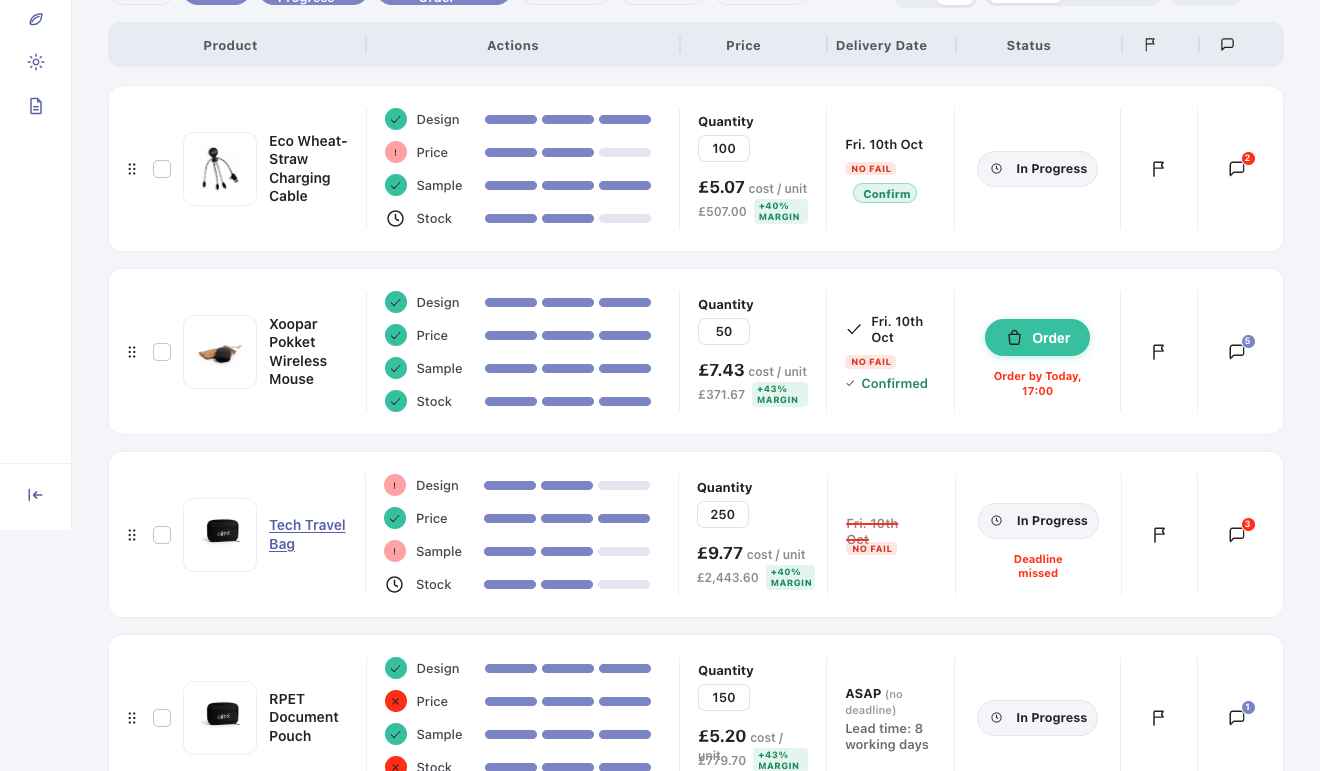 Progress
Order
Product Actions Price Delivery Date Status
Eco Wheat-
Straw
Charging
Cable
Design
Price
Sample
Stock
Quantity
100
£5.07 cost / unit
£507.00 +40%
MARGIN
Fri. 10th Oct
NO FAIL
Confirm
In Progress
2
Xoopar
Pokket
Wireless
Mouse
Design
Price
Sample
Stock
Quantity
50
£7.43 cost / unit
£371.67 +43%
MARGIN
Fri. 10th
Oct
NO FAIL
Confirmed
Order
Order by Today,
17:00
5
Tech Travel
Bag
Design
Price
Sample
Stock
Quantity
250
£9.77 cost / unit
£2,443.60 +40%
MARGIN
Fri. 10th
Oct
NO FAIL
In Progress
Deadline
missed
3
RPET
Document
Pouch
Design
Price
Sample
Stock
Quantity
150
£5.20 cost /
unit
£779.70 +43%
MARGIN
ASAP (no
deadline)
Lead time: 8
working days
In Progress
1